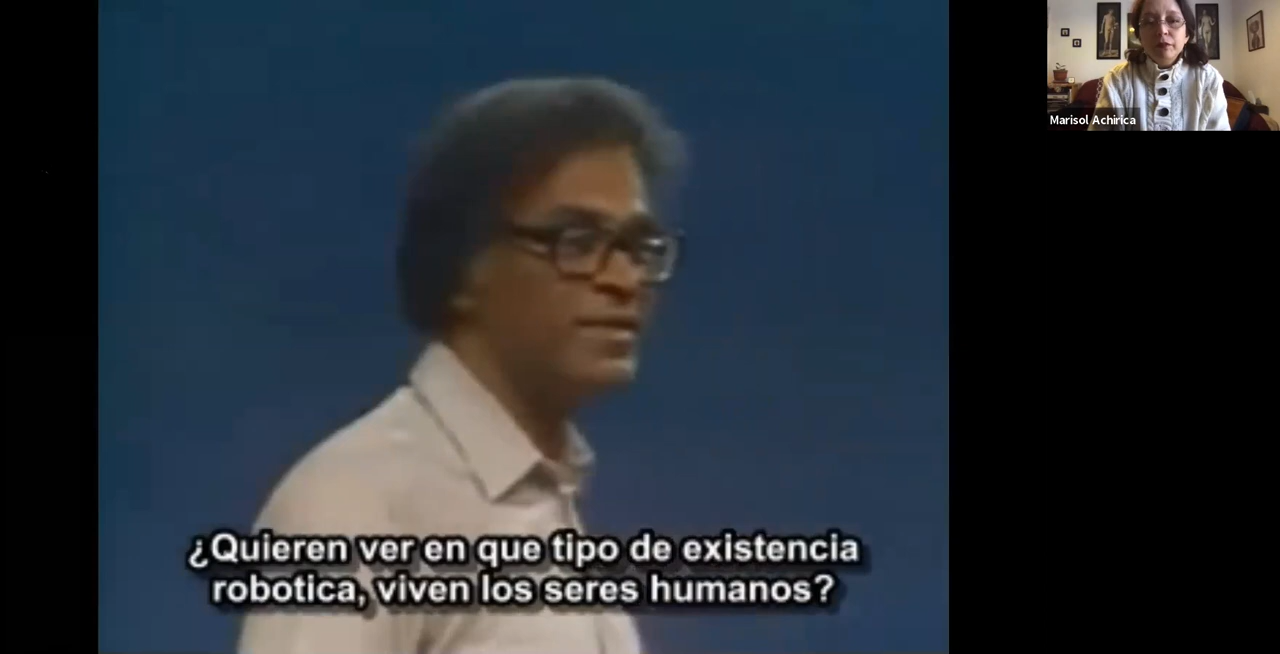 Marisol Achirica
¿Quieren ver en que tipo de existencia
robotica, viven los seres humanos?